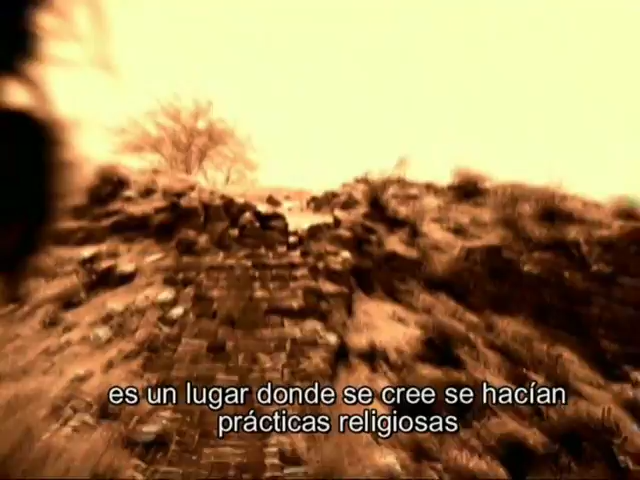 es un lugar donde se cree se hacían
prácticas religiosas